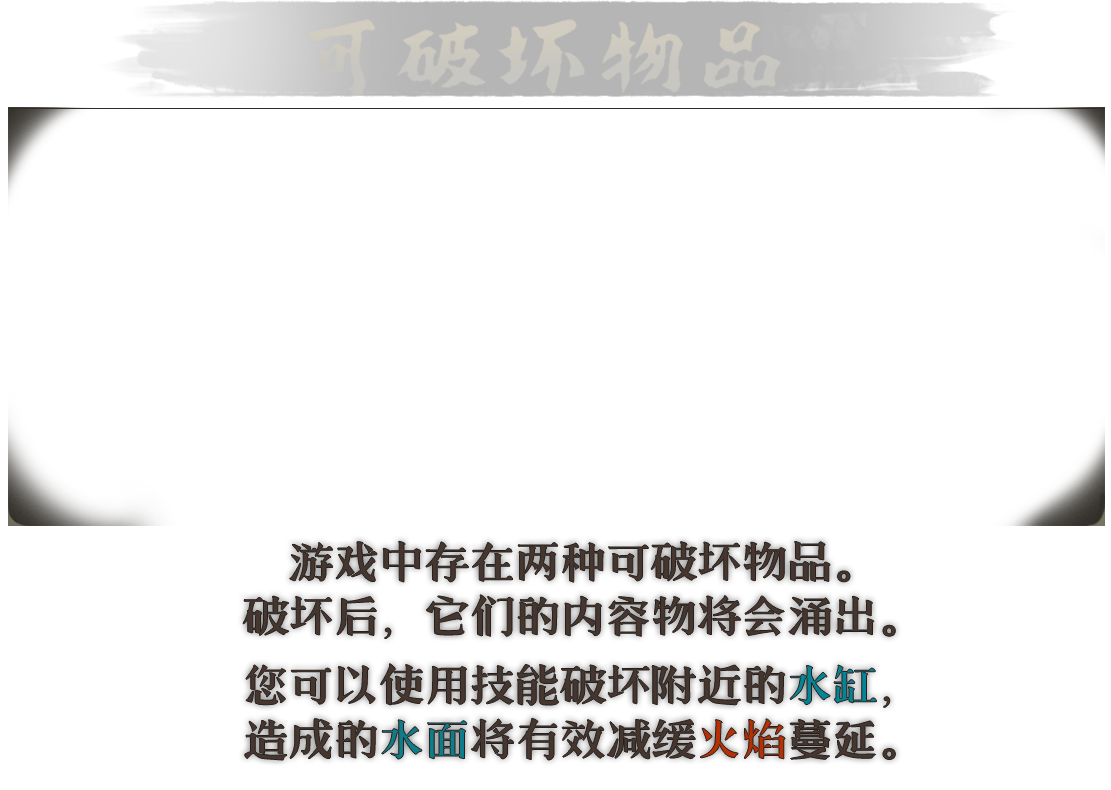 可破坏物品
游戏中存在两种可破坏物品。
破坏后，它们的内容物将会涌出。
您可以使用技能破坏附近的水缸，
造成的水面将有效减缓火焰蔓延。